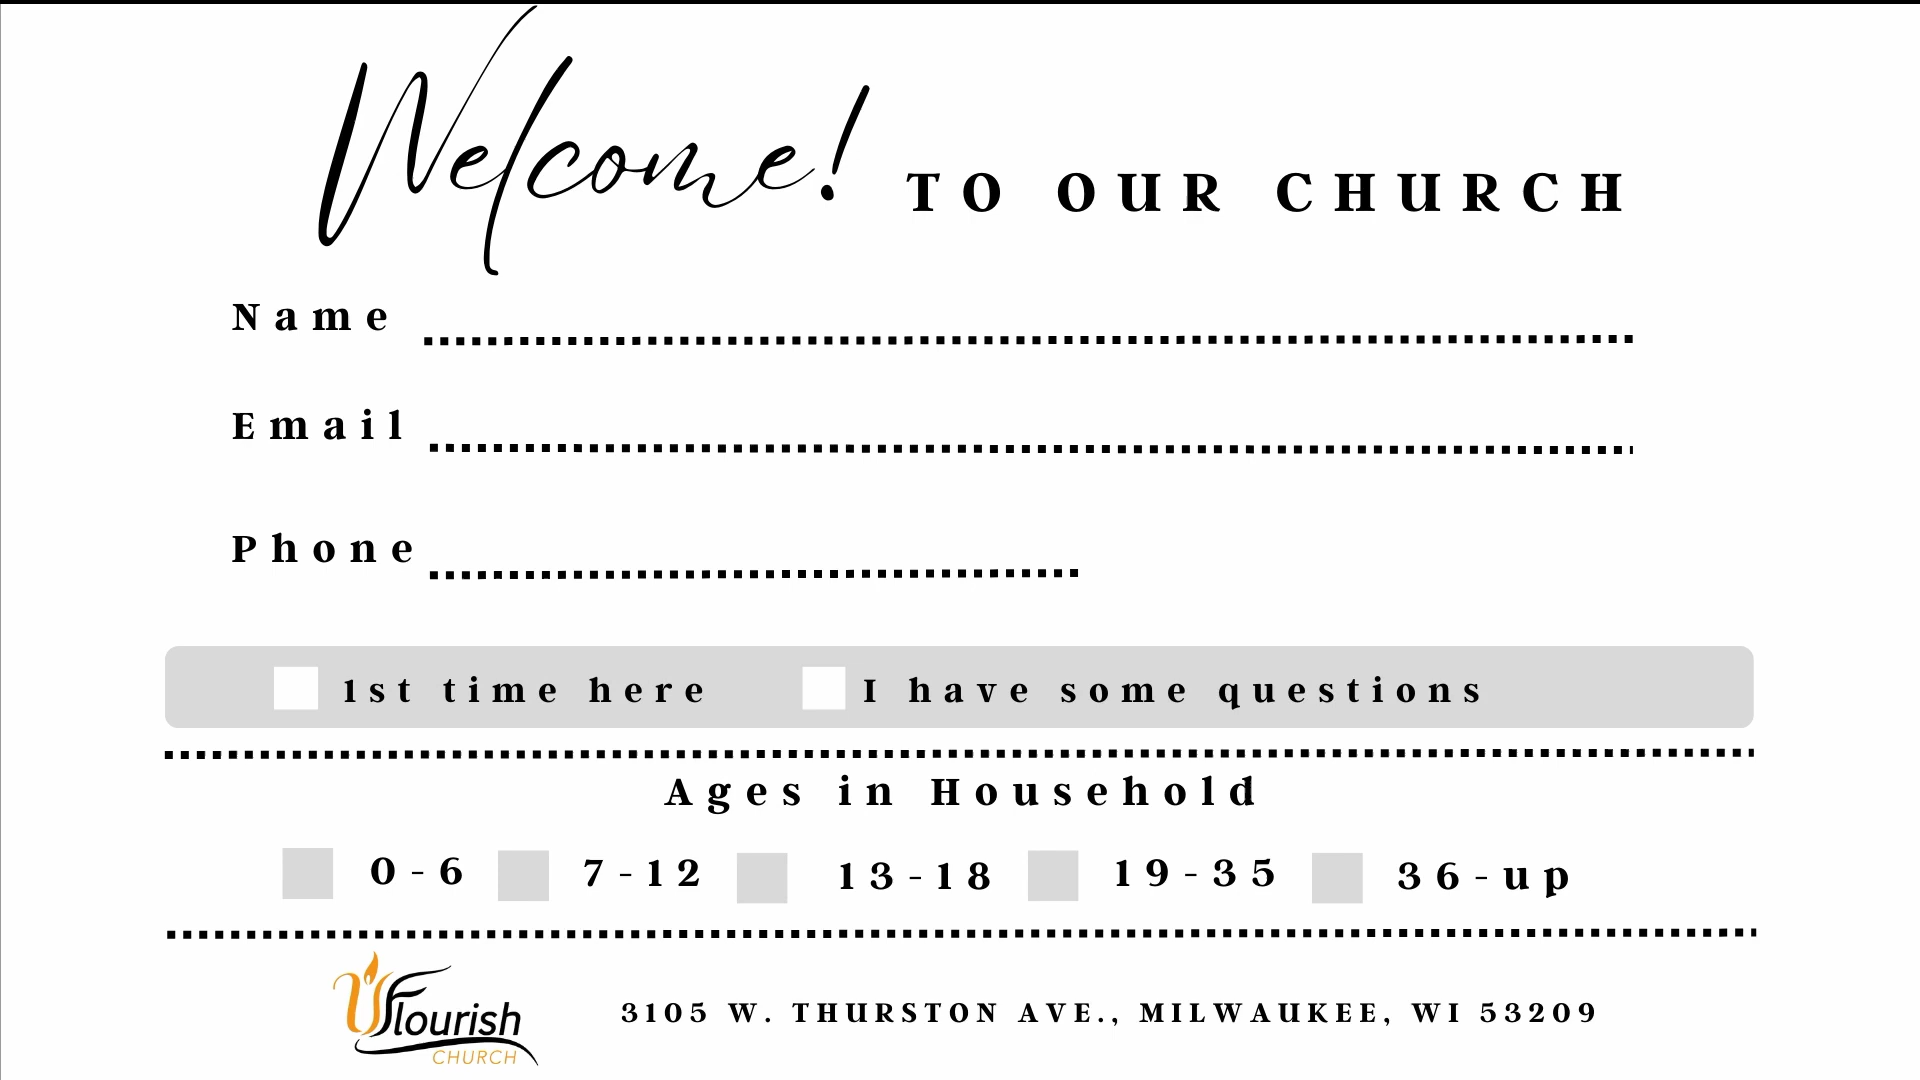 Welcome! TO OUR CHURCH
Name
Email
Phone
1st time here I have some questions
Ages in Household
0-6 7-12 13-18 19-35 36-up
Flourish
CHURCH
3105 W. THURSTON AVE., MILWAUKEE, WI 53209